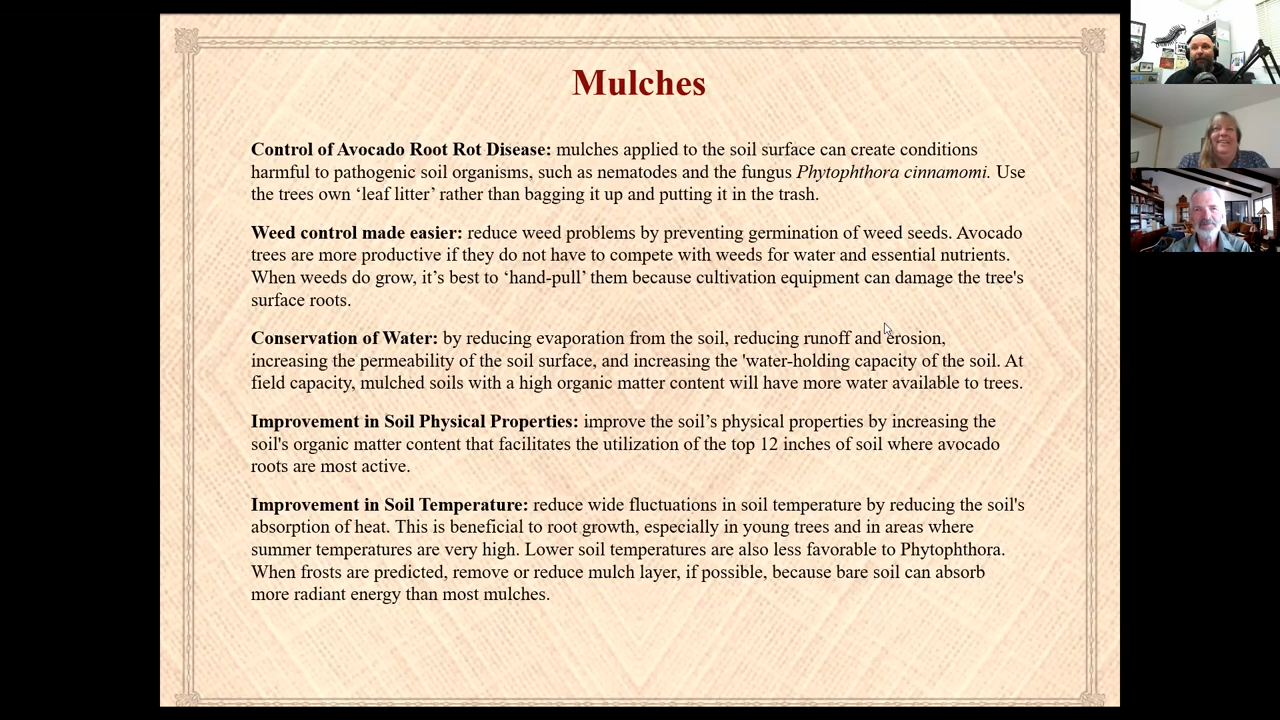 Mulches
Control of Avocado Root Rot Disease: mulches applied to the soil surface can create conditions
harmful to pathogenic soil organisms, such as nematodes and the fungus Phytophthora cinnamomi. Use
the trees own ‘leaf litter’ rather than bagging it up and putting it in the trash.
Weed control made easier: reduce weed problems by preventing germination of weed seeds. Avocado
trees are more productive if they do not have to compete with weeds for water and essential nutrients.
When weeds do grow, it’s best to ‘hand-pull’ them because cultivation equipment can damage the tree's
surface roots.
Conservation of Water: by reducing evaporation from the soil, reducing runoff and erosion,
increasing the permeability of the soil surface, and increasing the 'water-holding capacity of the soil. At
field capacity, mulched soils with a high organic matter content will have more water available to trees.
Improvement in Soil Physical Properties: improve the soil’s physical properties by increasing the
soil's organic matter content that facilitates the utilization of the top 12 inches of soil where avocado
roots are most active.
Improvement in Soil Temperature: reduce wide fluctuations in soil temperature by reducing the soil's
absorption of heat. This is beneficial to root growth, especially in young trees and in areas where
summer temperatures are very high. Lower soil temperatures are also less favorable to Phytophthora.
When frosts are predicted, remove or reduce mulch layer, if possible, because bare soil can absorb
more radiant energy than most mulches.